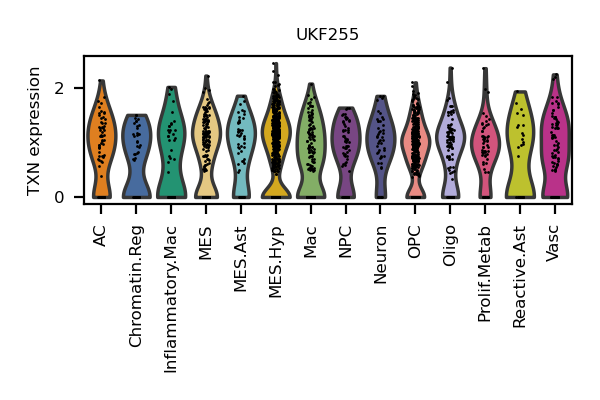 UKF255
TXN expression
2
0
AC
Chromatin.Reg
Inflammatory.Mac
MES
MES.Ast
MES.Hyp
Mac
NPC
Neuron
OPC
Oligo
Prolif.Metab
Reactive.Ast
Vasc